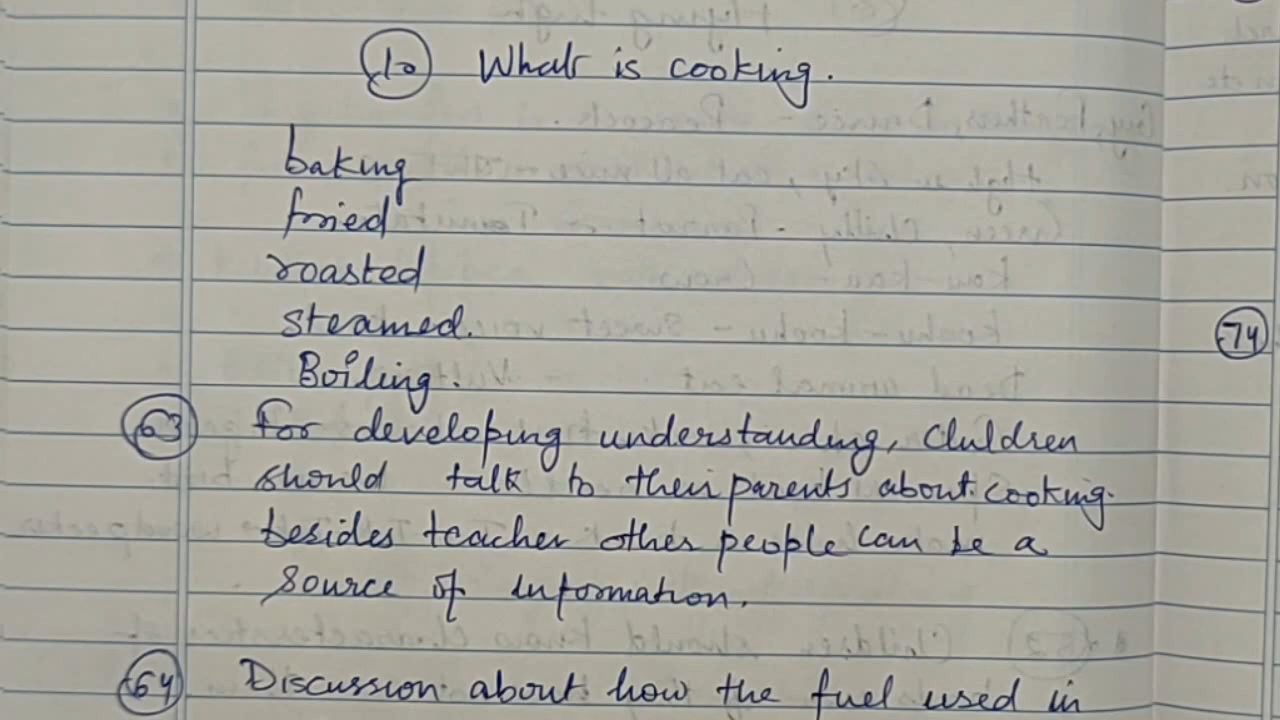 10 What is cooking.
baking
fried
roasted
steamed.
Boiling.
63 for developing understanding, Children
should talk to their parents about cooking.
besides teacher other people can be a
source of information.
64 Discussion about how the fuel used in
74